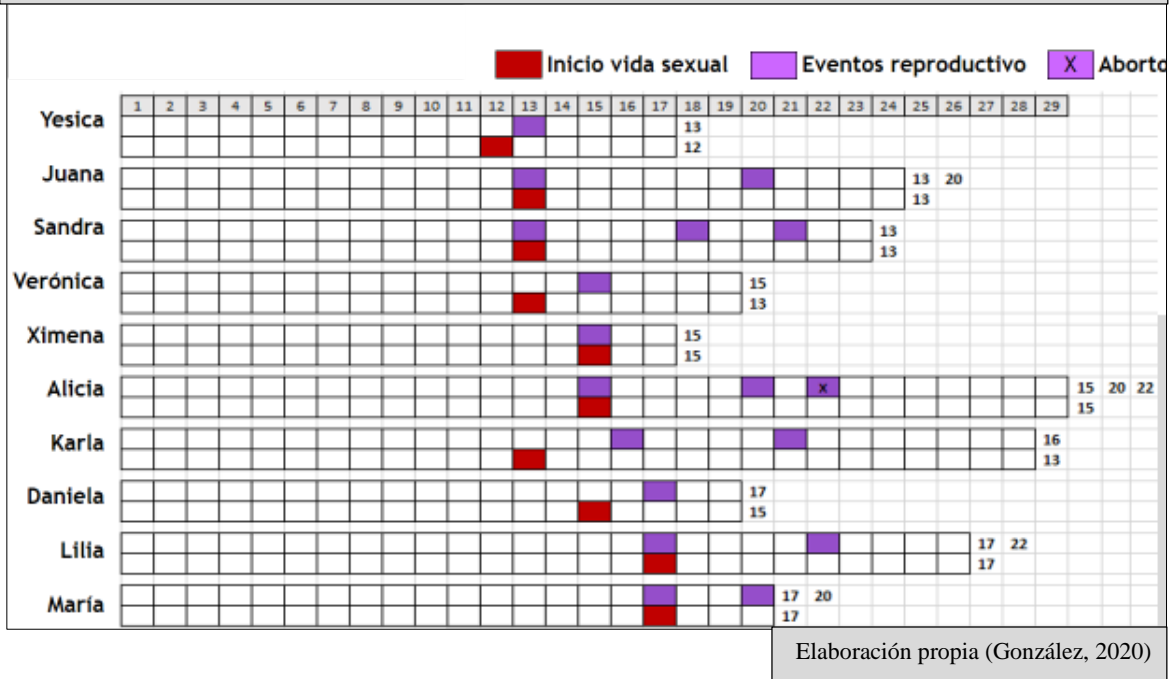 Inicio vida sexual Eventos reproductivo X Aborto
1 2 3 4 5 6 7 8 9 10 11 12 13 14 15 16 17 18 19 20 21 22 23 24 25 26 27 28 29
Yesica 13
12
Juana 13 20
13
Sandra 13
13
Verónica 15
13
Ximena 15
15
Alicia X 15 20 22
15
Karla 16
13
Daniela 17
15
Lilia 17 22
17
María 17 20
17
Elaboración propia (González, 2020)